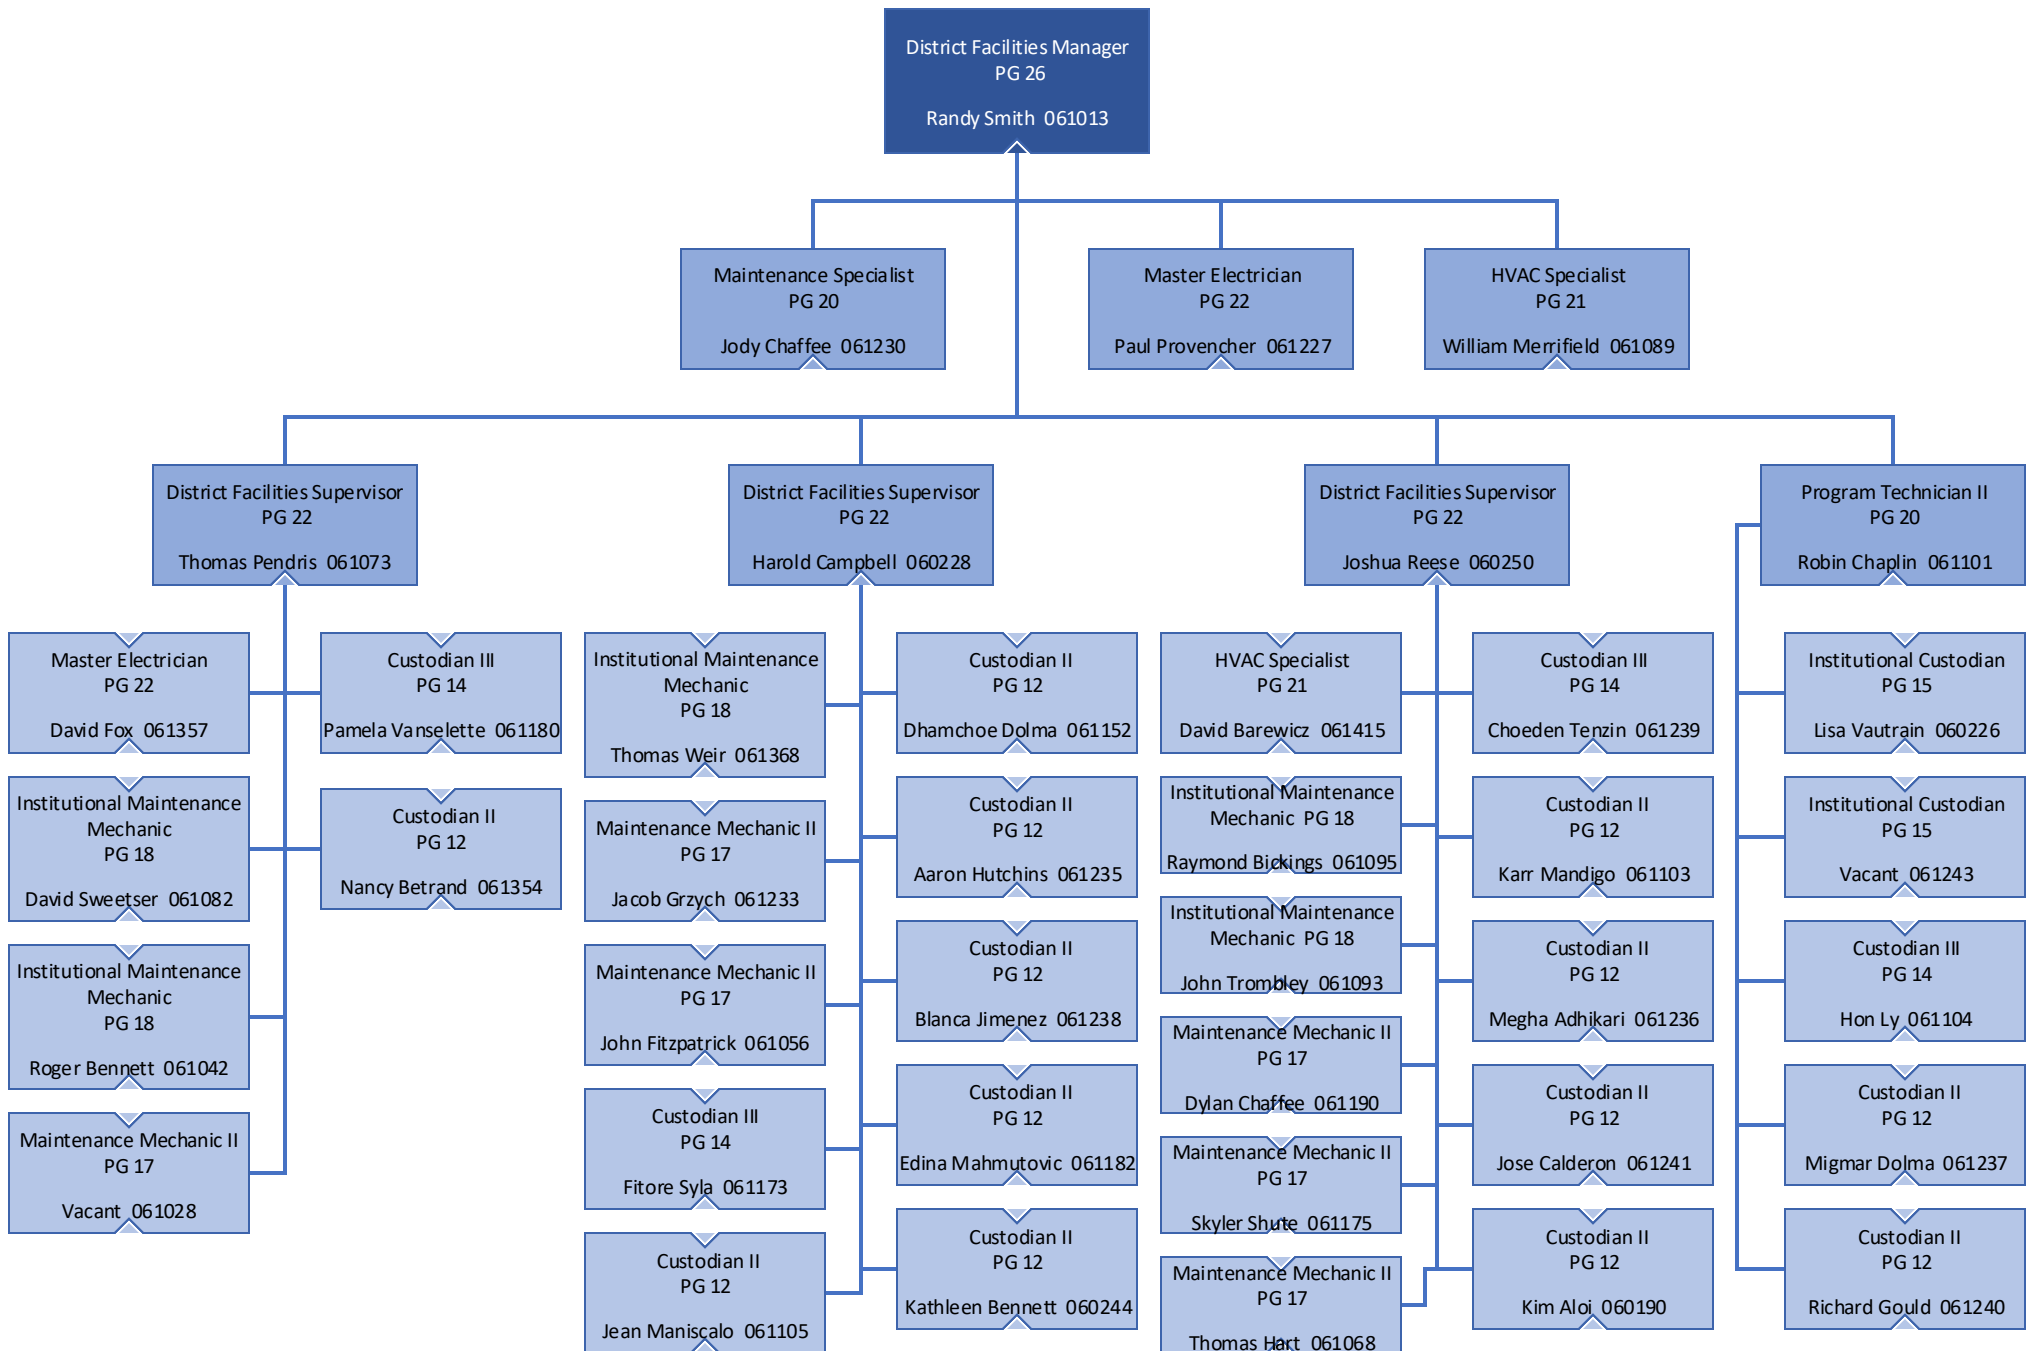 District Facilities Manager
PG 26
Randy Smith 061013
Maintenance Specialist
PG 20
Jody Chaffee 061230
Master Electrician
PG 22
Paul Provencher 061227
HVAC Specialist
PG 21
William Merrifield 061089
District Facilities Supervisor
PG 22
Thomas Pendris 061073
District Facilities Supervisor
PG 22
Harold Campbell 060228
District Facilities Supervisor
PG 22
Joshua Reese 060250
Program Technician II
PG 20
Robin Chaplin 061101
Master Electrician
PG 22
David Fox 061357
Custodian III
PG 14
Pamela Vanselette 061180
Institutional Maintenance
Mechanic
PG 18
David Sweetser 061082
Custodian II
PG 12
Nancy Betrand 061354
Institutional Maintenance
Mechanic
PG 18
Roger Bennett 061042
Maintenance Mechanic II
PG 17
Vacant 061028
Institutional Maintenance
Mechanic
PG 18
Thomas Weir 061368
Custodian II
PG 12
Dhamchoe Dolma 061152
Maintenance Mechanic II
PG 17
Jacob Grzych 061233
Custodian II
PG 12
Aaron Hutchins 061235
Maintenance Mechanic II
PG 17
John Fitzpatrick 061056
Custodian II
PG 12
Blanca Jimenez 061238
Custodian III
PG 14
Fitore Syla 061173
Custodian II
PG 12
Edina Mahmutovic 061182
Custodian II
PG 12
Jean Maniscalo 061105
Custodian II
PG 12
Kathleen Bennett 060244
HVAC Specialist
PG 21
David Barewicz 061415
Custodian III
PG 14
Choeden Tenzin 061239
Institutional Maintenance
Mechanic PG 18
Raymond Bickings 061095
Custodian II
PG 12
Karr Mandigo 061103
Institutional Maintenance
Mechanic PG 18
John Trombley 061093
Custodian II
PG 12
Megha Adhikari 061236
Maintenance Mechanic II
PG 17
Dylan Chaffee 061190
Custodian II
PG 12
Jose Calderon 061241
Maintenance Mechanic II
PG 17
Skyler Shute 061175
Custodian II
PG 12
Kim Aloi 060190
Maintenance Mechanic II
PG 17
Thomas Hart 061068
Institutional Custodian
PG 15
Lisa Vautrain 060226
Institutional Custodian
PG 15
Vacant 061243
Custodian III
PG 14
Hon Ly 061104
Custodian II
PG 12
Migmar Dolma 061237
Custodian II
PG 12
Richard Gould 061240